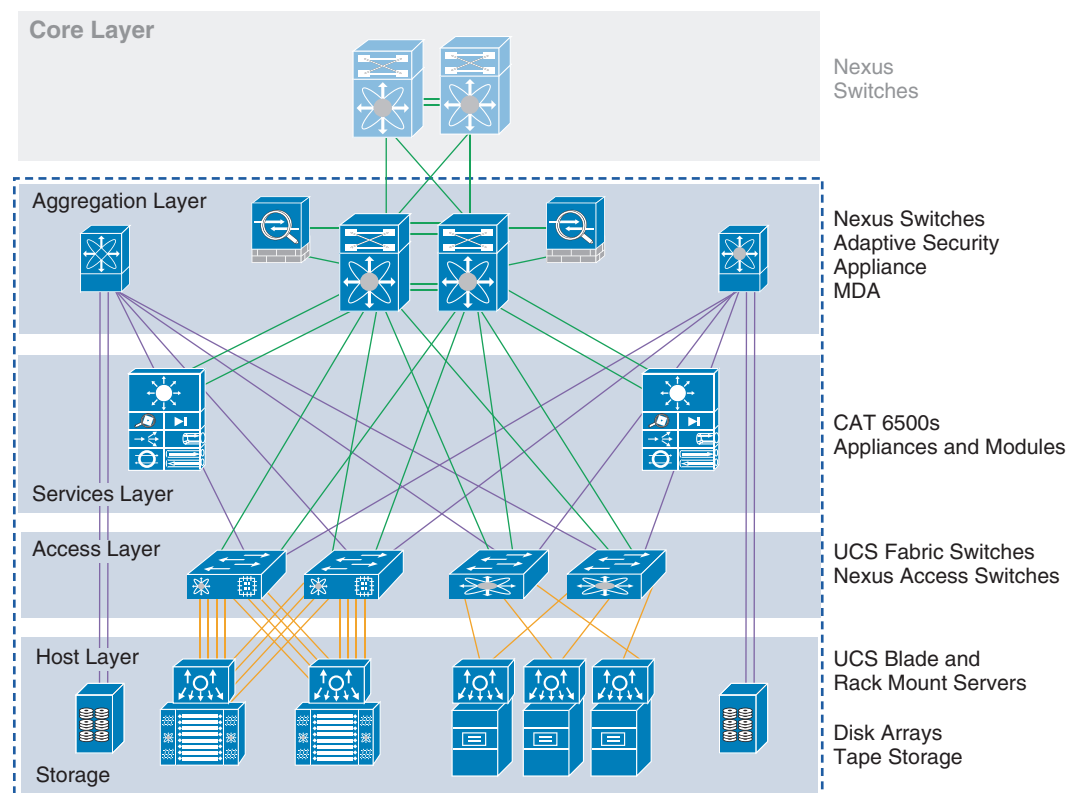 Core Layer
Nexus
Switches
Aggregation Layer
Nexus Switches
Adaptive Security
Appliance
MDA
CAT 6500s
Appliances and Modules
Services Layer
Access Layer
UCS Fabric Switches
Nexus Access Switches
Host Layer
UCS Blade and
Rack Mount Servers
Disk Arrays
Tape Storage
Storage